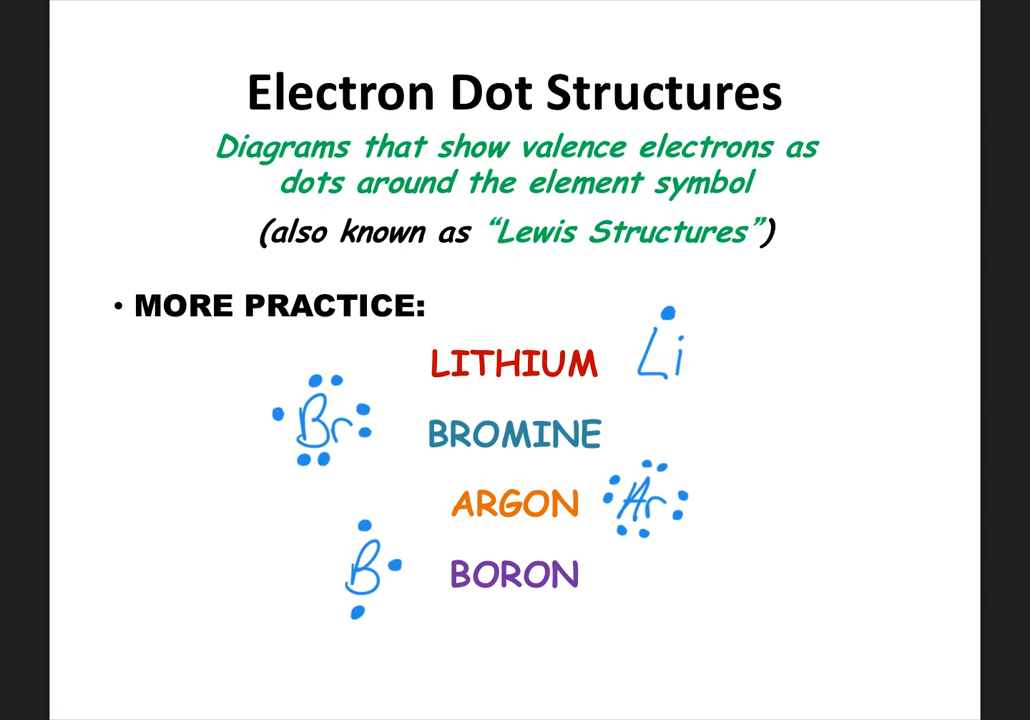 Electron Dot Structures
Diagrams that show valence electrons as
dots around the element symbol
(also known as “Lewis Structures”)
• MORE PRACTICE:
LITHIUM Li
Br BROMINE
ARGON Ar
B BORON